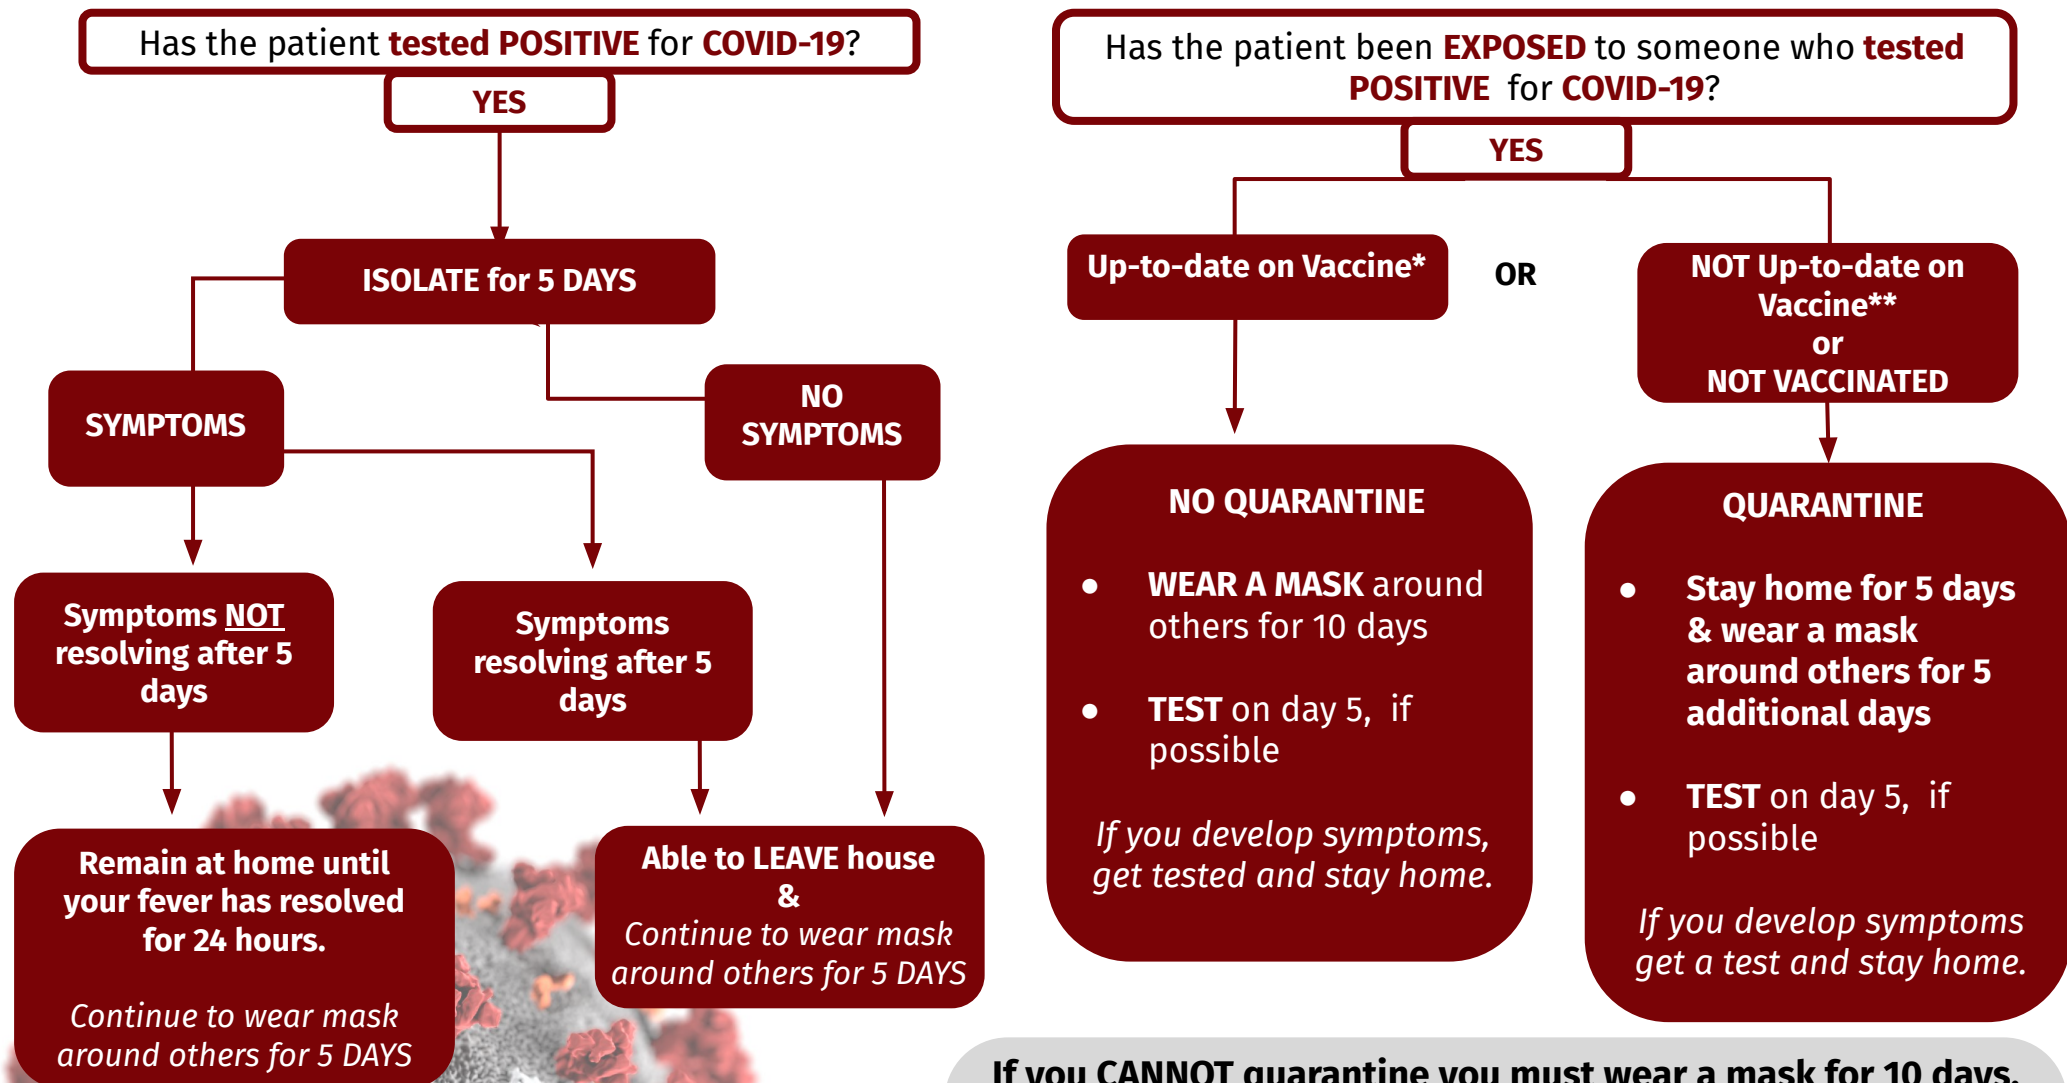 Has the patient tested POSITIVE for COVID-19?
YES
ISOLATE for 5 DAYS
SYMPTOMS
NO
SYMPTOMS
Symptoms NOT
resolving after 5
days
Symptoms
resolving after 5
days
Remain at home until
your fever has resolved
for 24 hours.
Continue to wear mask
around others for 5 DAYS
Able to LEAVE house
&
Continue to wear mask
around others for 5 DAYS
Has the patient been EXPOSED to someone who tested
POSITIVE for COVID-19?
YES
Up-to-date on Vaccine*
OR
NOT Up-to-date on
Vaccine**
or
NOT VACCINATED
NO QUARANTINE
● WEAR A MASK around
others for 10 days
● TEST on day 5, if
possible
If you develop symptoms,
get tested and stay home.
QUARANTINE
● Stay home for 5 days
& wear a mask
around others for 5
additional days
● TEST on day 5, if
possible
If you develop symptoms
get a test and stay home.
If you CANNOT quarantine you must wear a mask for 10 days.